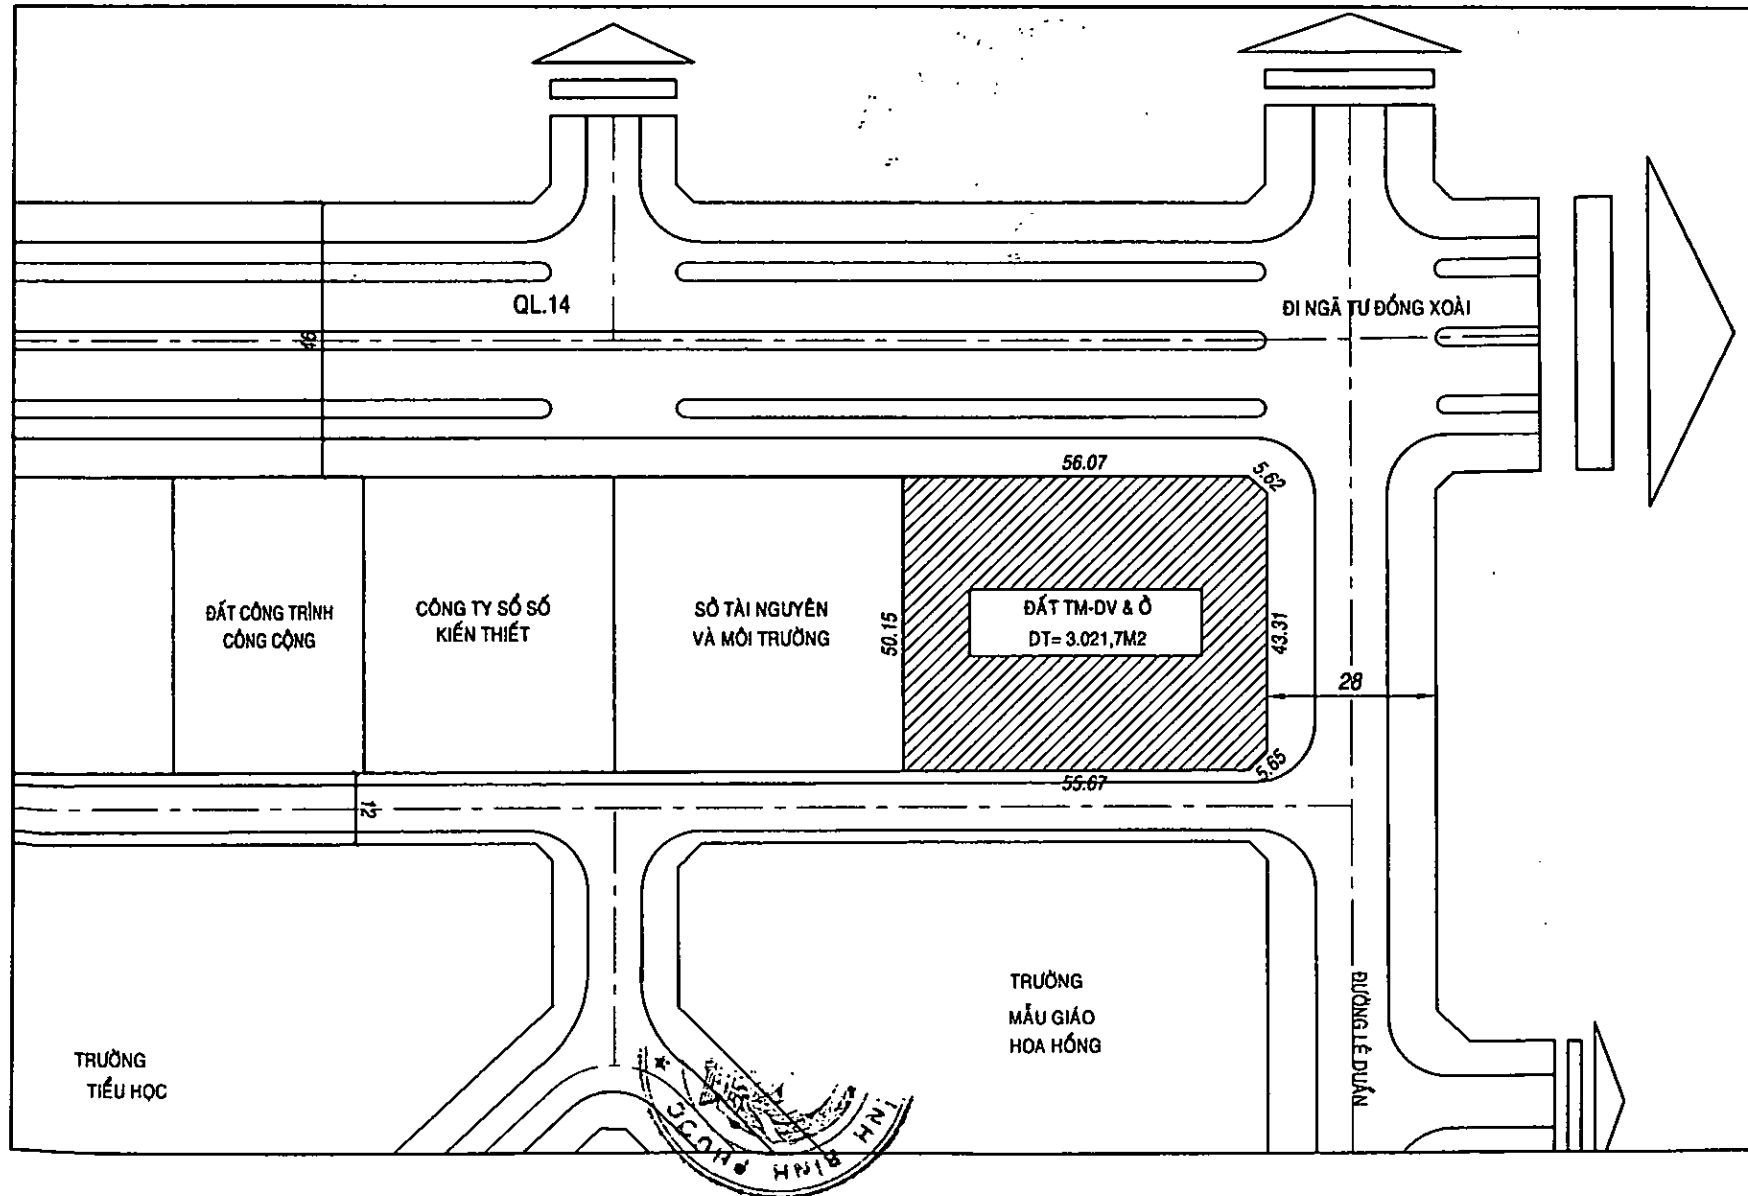 QL.14
ĐI NGÃ TƯ ĐỒNG XOÀI
46
56.07
5.62
ĐẤT CÔNG TRÌNH
CÔNG CỘNG
CÔNG TY SỔ SỐ
KIẾN THIẾT
SỞ TÀI NGUYÊN
VÀ MÔI TRƯỜNG
50.15
ĐẤT TM-DV & Ở
DT= 3.021,7M2
43.31
28
5.65
55.67
12
TRƯỜNG
TIỂU HỌC
TRƯỜNG
MẪU GIÁO
HOA HỒNG
ĐƯỜNG LÊ DUẨN
ỈNH BÌNH PHƯỚC